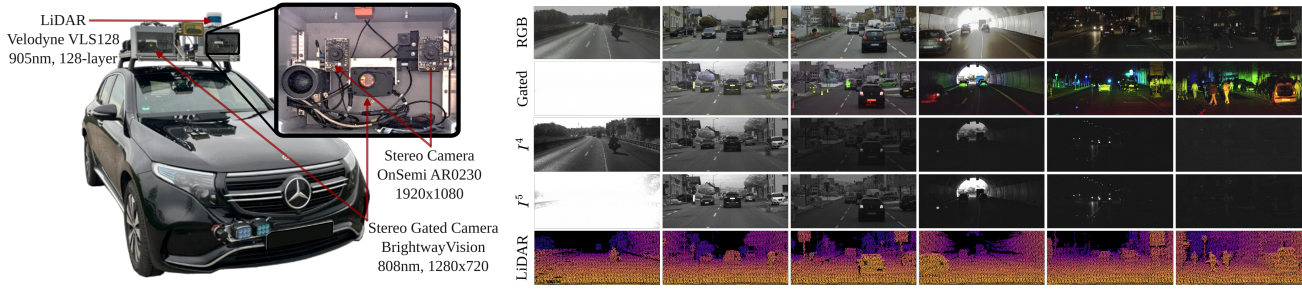 LiDAR
Velodyne VLS128
905nm, 128-layer
Stereo Camera
OnSemi AR0230
1920x1080
Stereo Gated Camera
BrightwayVision
808nm, 1280x720
RGB
Gated
I⁴
I⁵
LiDAR